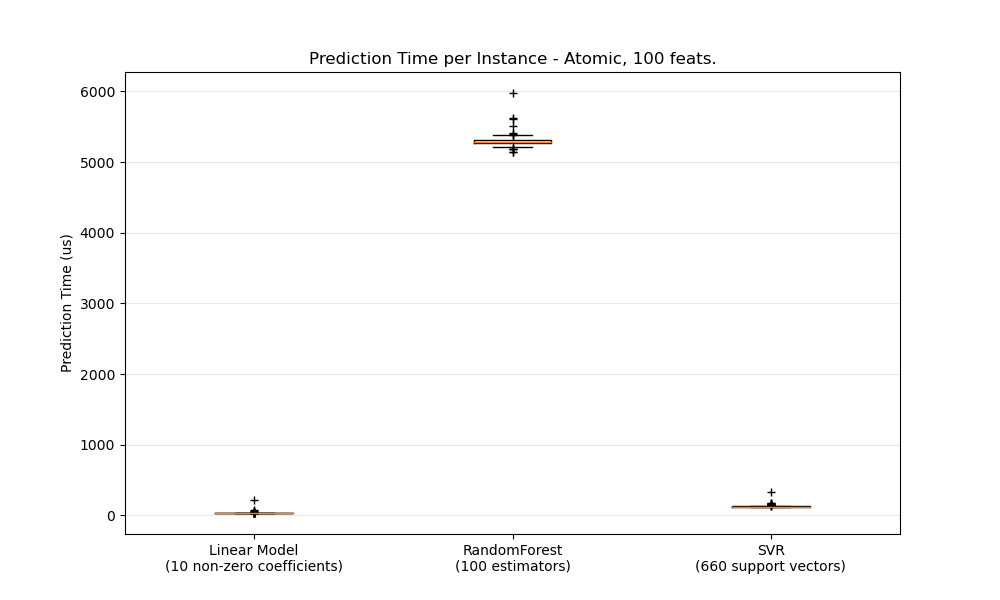 Prediction Time per Instance - Atomic, 100 feats.
6000
5000
4000
3000
2000
1000
0
Prediction Time (us)
Linear Model
(10 non-zero coefficients)
RandomForest
(100 estimators)
SVR
(660 support vectors)